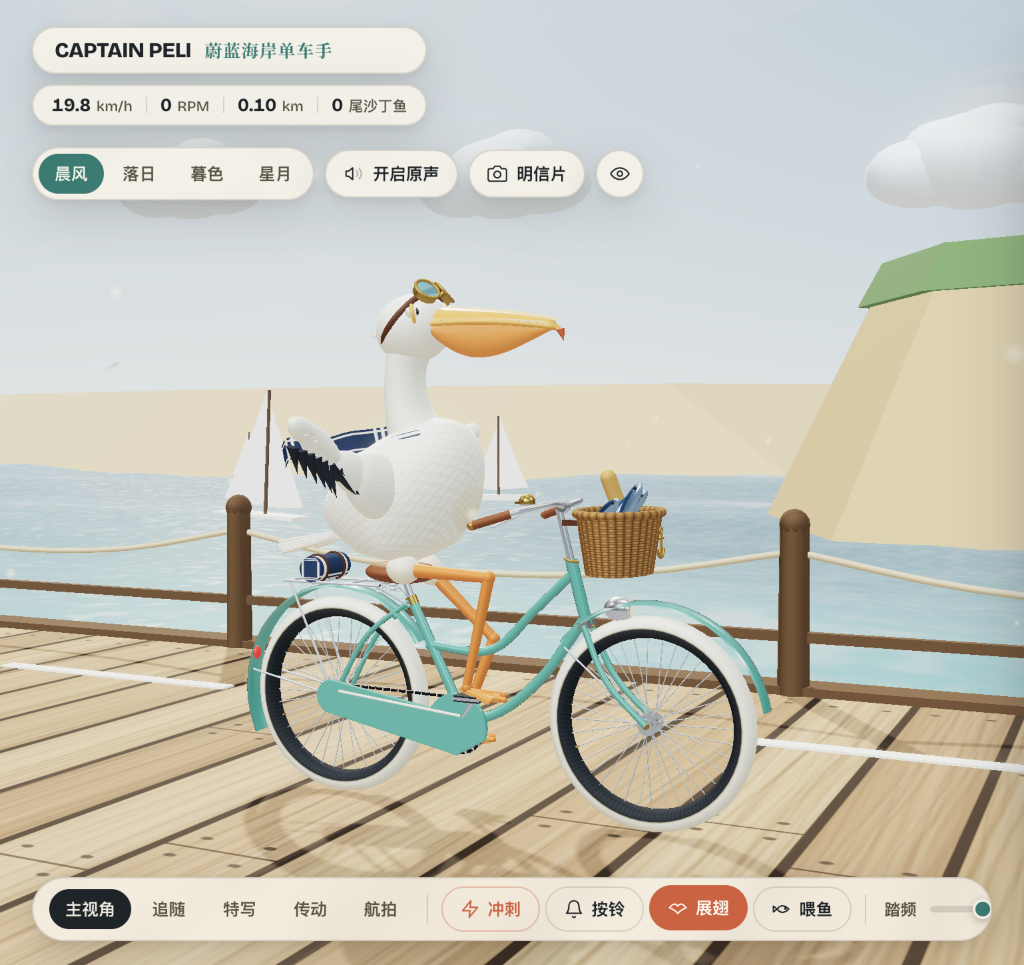 CAPTAIN PELI 蔚蓝海岸单车手
19.8 km/h 0 RPM 0.10 km 0 尾沙丁鱼
晨风 落日 暮色 星月 开启原声 明信片
主视角 追随 特写 传动 航拍 冲刺 按铃 展翅 喂鱼 踏频